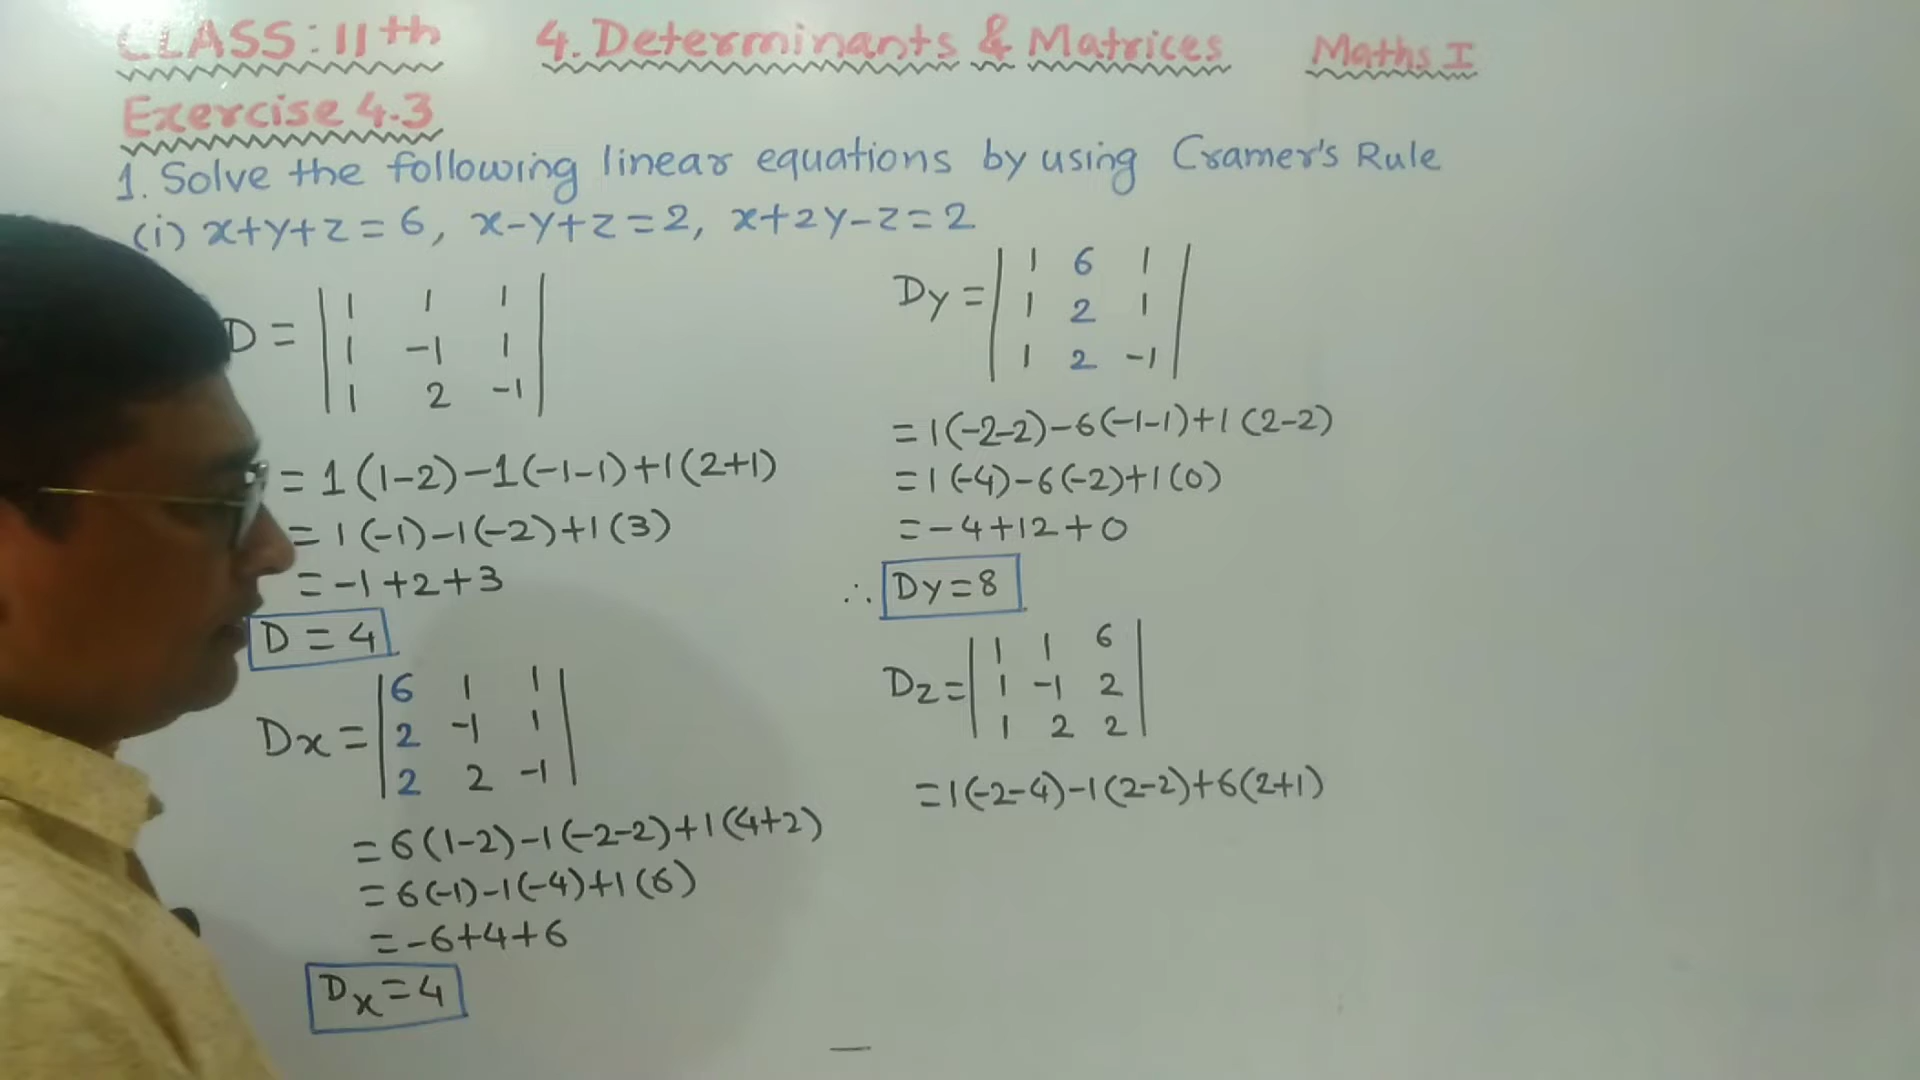 CLASS: 11th 4. Determinants & Matrices Maths I
Exercise 4.3
1. Solve the following linear equations by using Cramer's Rule
(i) x+y+z=6, x-y+z=2, x+2y-z=2
D = | 1 1 1 |
| 1 -1 1 |
| 1 2 -1 |
= 1(1-2)-1(-1-1)+1(2+1)
= 1(-1)-1(-2)+1(3)
= -1+2+3
D = 4
Dx = | 6 1 1 |
| 2 -1 1 |
| 2 2 -1 |
= 6(1-2)-1(-2-2)+1(4+2)
= 6(-1)-1(-4)+1(6)
= -6+4+6
Dx = 4
Dy = | 1 6 1 |
| 1 2 1 |
| 1 2 -1 |
= 1(-2-2)-6(-1-1)+1(2-2)
= 1(-4)-6(-2)+1(0)
= -4+12+0
∴ Dy = 8
Dz = | 1 1 6 |
| 1 -1 2 |
| 1 2 2 |
= 1(-2-4)-1(2-2)+6(2+1)